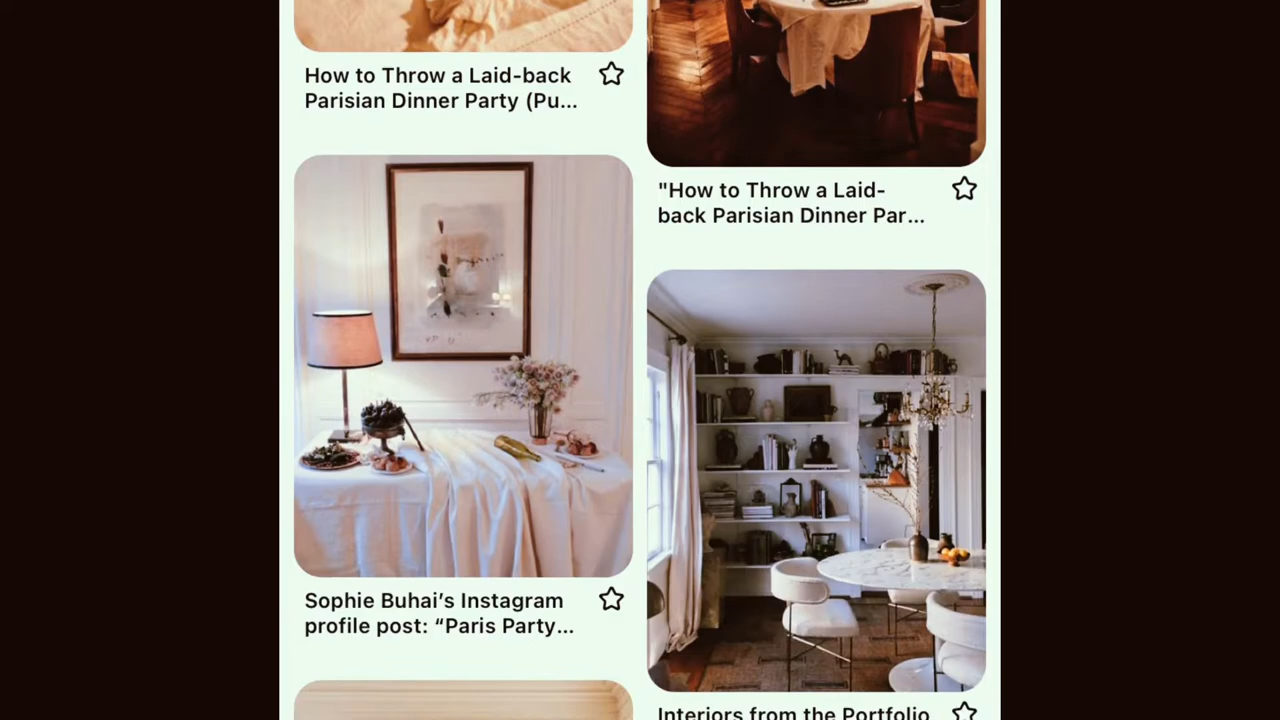 How to Throw a Laid-back
Parisian Dinner Party (Pu...
"How to Throw a Laid-
back Parisian Dinner Par...
Sophie Buhai’s Instagram
profile post: “Paris Party...
Interiors from the Portfolio